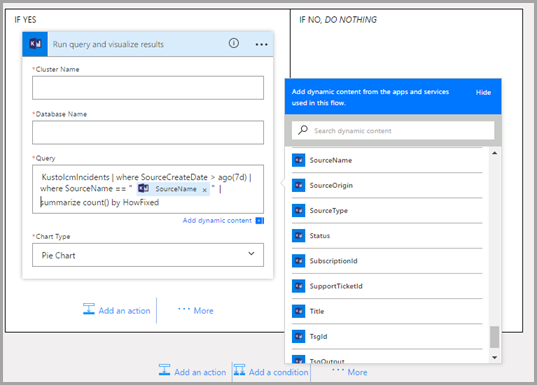 IF YES
Run query and visualize results
*Cluster Name
*Database Name
*Query
KustoIcmIncidents | where SourceCreateDate > ago(7d) |
where SourceName == " SourceName × " |
summarize count() by HowFixed
Add dynamic content
*Chart Type
Pie Chart
Add an action
··· More
IF NO, DO NOTHING
Add dynamic content from the apps and services
used in this flow.
Hide
Search dynamic content
SourceName
SourceOrigin
SourceType
Status
SubscriptionId
SupportTicketId
Title
TsgId
TsgOutput
Add an action
Add a condition
··· More